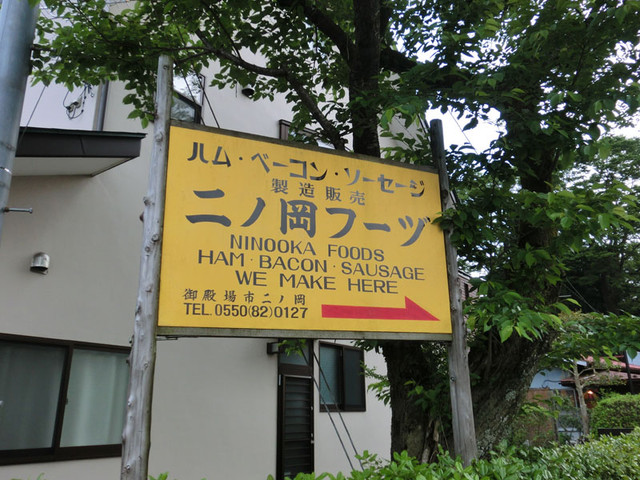 ハム・ベーコン・ソーセージ
製造販売
二ノ岡フーヅ
NINOOKA FOODS
HAM・BACON・SAUSAGE
WE MAKE HERE
御殿場市二ノ岡
TEL. 0550(82)0127